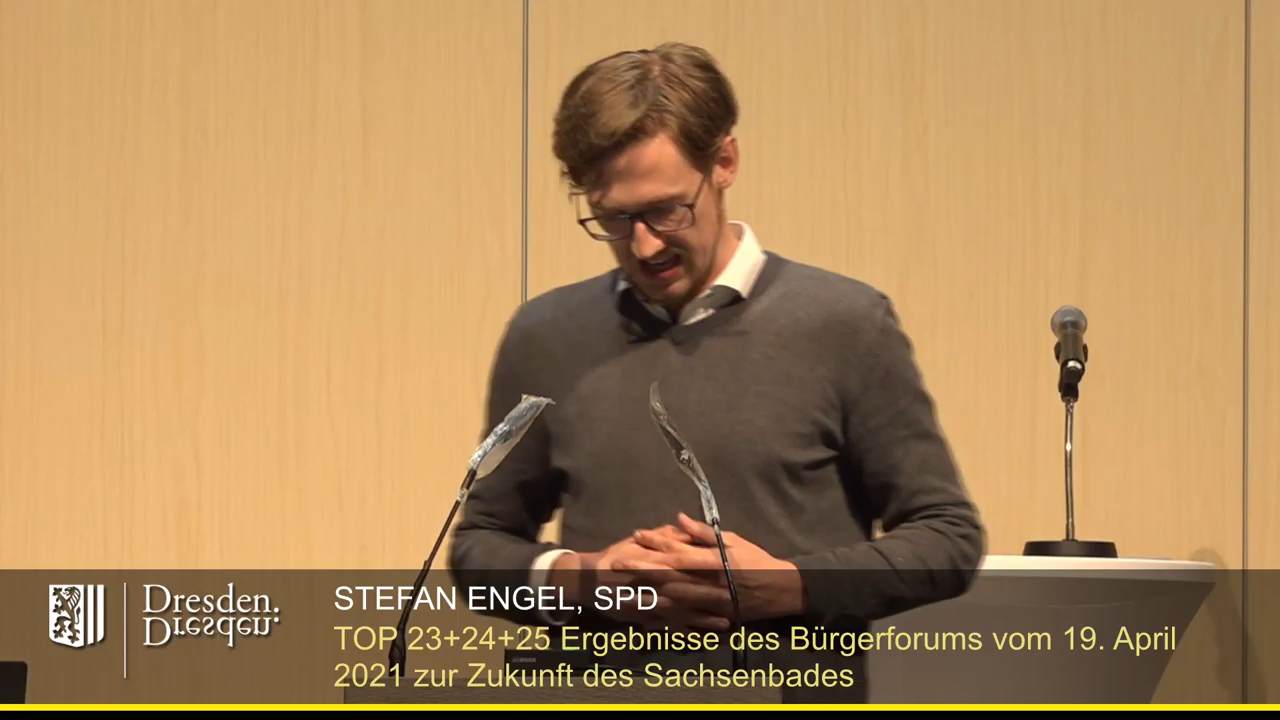 Dresden.
Dresden.
STEFAN ENGEL, SPD
TOP 23+24+25 Ergebnisse des Bürgerforums vom 19. April
2021 zur Zukunft des Sachsenbades